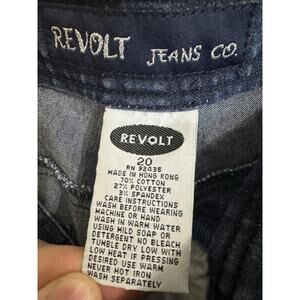 REVOLT JEANS CO.
REVOLT
20
RN 92435
MADE IN HONG KONG
70% COTTON
27% POLYESTER
3% SPANDEX
CARE INSTRUCTIONS
WASH BEFORE WEARING
MACHINE OR HAND
WASH IN WARM WATER
USING MILD SOAP OR
DETERGENT NO BLEACH
TUMBLE DRY LOW WITH
LOW HEAT IF PRESSING
DESIRED USE WARM
NEVER HOT IRON
WASH SEPARATELY